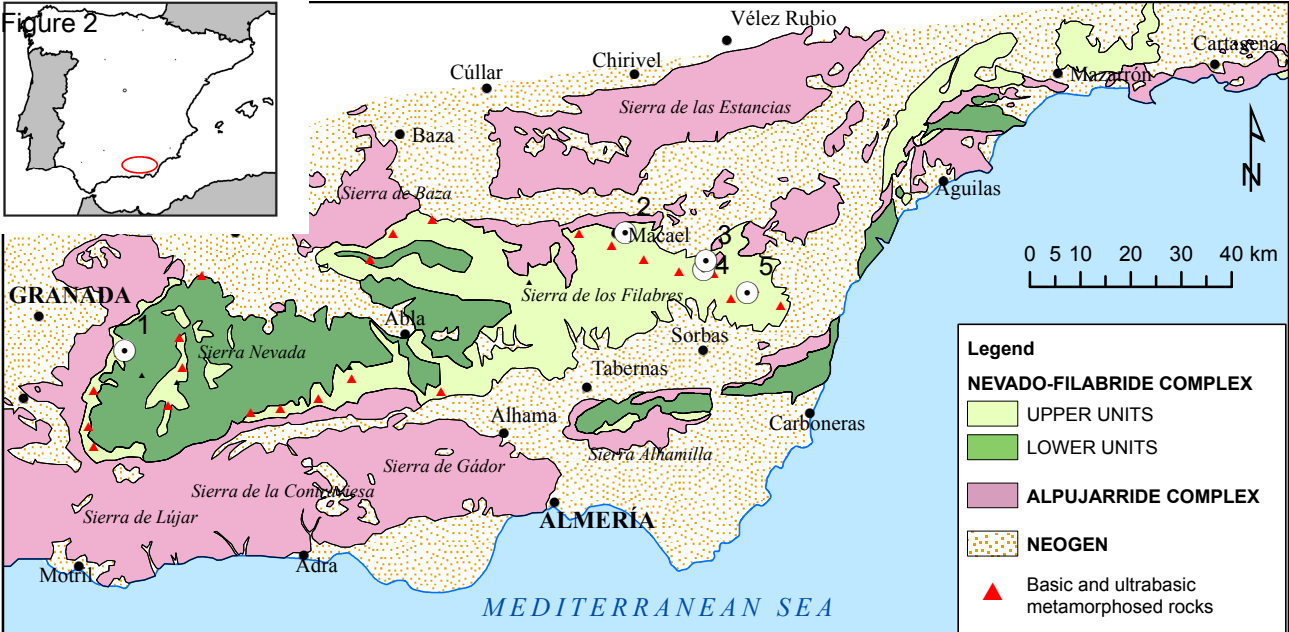 Figure 2
Vélez Rubio
Cartagena
Chirivel
Mazarrón
Cúllar
Sierra de las Estancias
Baza
N
Sierra de Baza
Aguilas
2
Macael
3
0 5 10 20 30 40 km
4
5
GRANADA
Sierra de los Filabres
1
Abla
Sorbas
Sierra Nevada
Legend
Tabernas
NEVADO-FILABRIDE COMPLEX
UPPER UNITS
Alhama
Carboneras
LOWER UNITS
Sierra Alhamilla
Sierra de Gádor
Sierra de la Contraviesa
ALPUJARRIDE COMPLEX
Sierra de Lújar
ALMERÍA
NEOGEN
Adra
Motril
Basic and ultrabasic
metamorphosed rocks
MEDITERRANEAN SEA